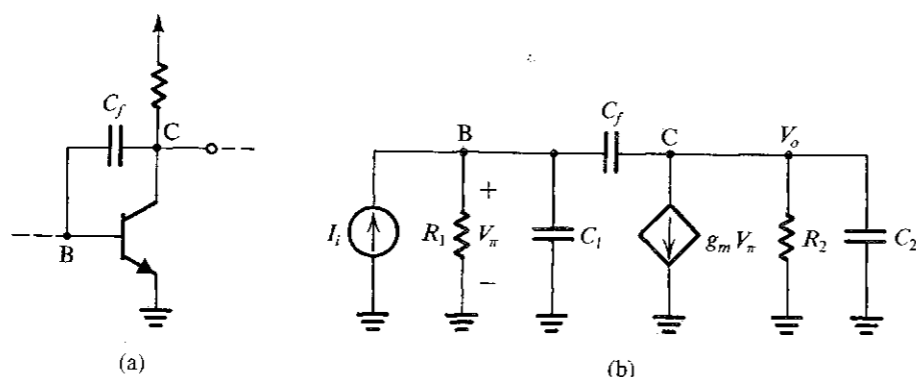 C_f
C
B
(a)
B
C_f
C
V_o
I_i
R_1
+
V_π
−
C_1
g_m V_π
R_2
C_2
(b)